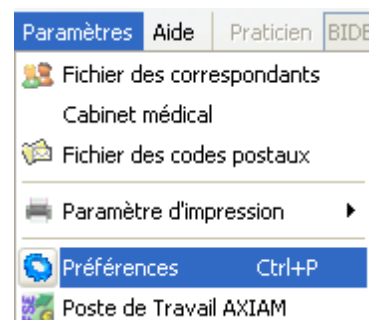 Paramètres Aide Praticien BIDE
Fichier des correspondants
Cabinet médical
Fichier des codes postaux
Paramètre d'impression
Préférences Ctrl+P
Poste de Travail AXIAM